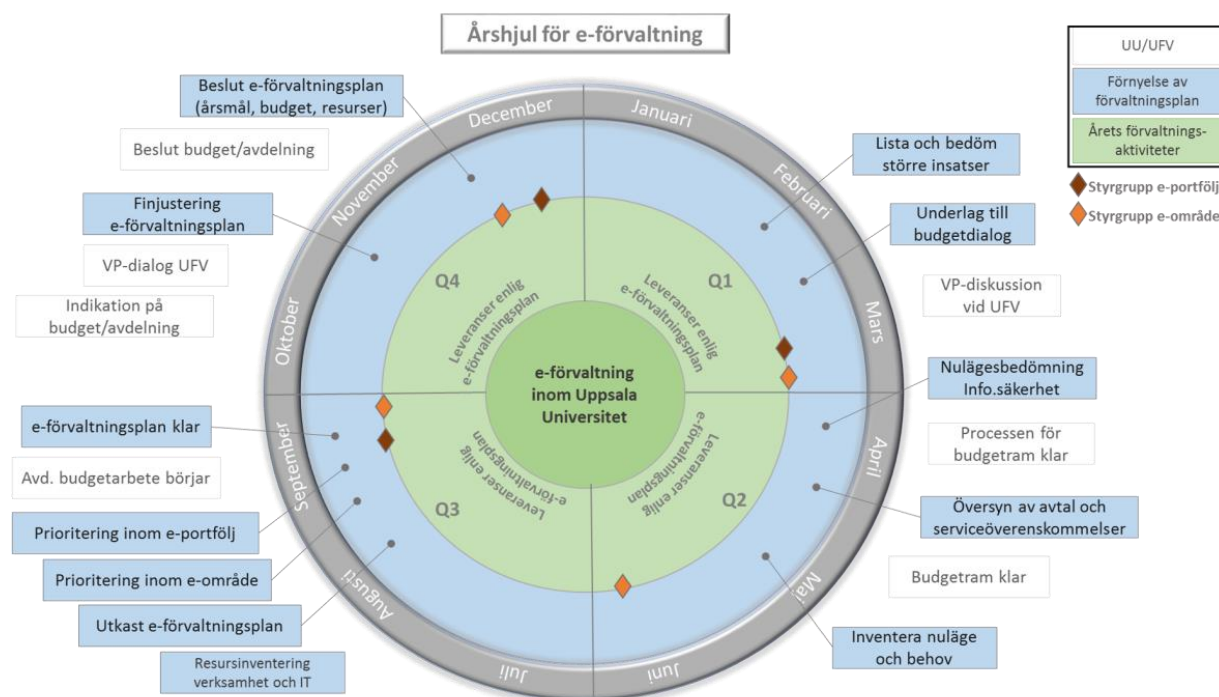 Årshjul för e-förvaltning
UU/UFV
Förnyelse av
förvaltningsplan
Årets förvaltnings-
aktiviteter
Styrgrupp e-portfölj
Styrgrupp e-område
Januari
Februari
Mars
April
Maj
Juni
Juli
Augusti
September
Oktober
November
December
Lista och bedöm
större insatser
Underlag till
budgetdialog
VP-diskussion
vid UFV
Nulägesbedömning
Info.säkerhet
Processen för
budgetram klar
Översyn av avtal och
serviceöverenskommelser
Budgetram klar
Inventera nuläge
och behov
Resursinventering
verksamhet och IT
Utkast e-förvaltningsplan
Prioritering inom e-område
Prioritering inom e-portfölj
Avd. budgetarbete börjar
e-förvaltningsplan klar
Indikation på
budget/avdelning
VP-dialog UFV
Finjustering
e-förvaltningsplan
Beslut budget/avdelning
Beslut e-förvaltningsplan
(årsmål, budget, resurser)
Q1
Leveranser enlig
e-förvaltningsplan
Q2
Leveranser enlig
e-förvaltningsplan
Q3
Leveranser enlig
e-förvaltningsplan
Q4
Leveranser enlig
e-förvaltningsplan
e-förvaltning
inom Uppsala
Universitet